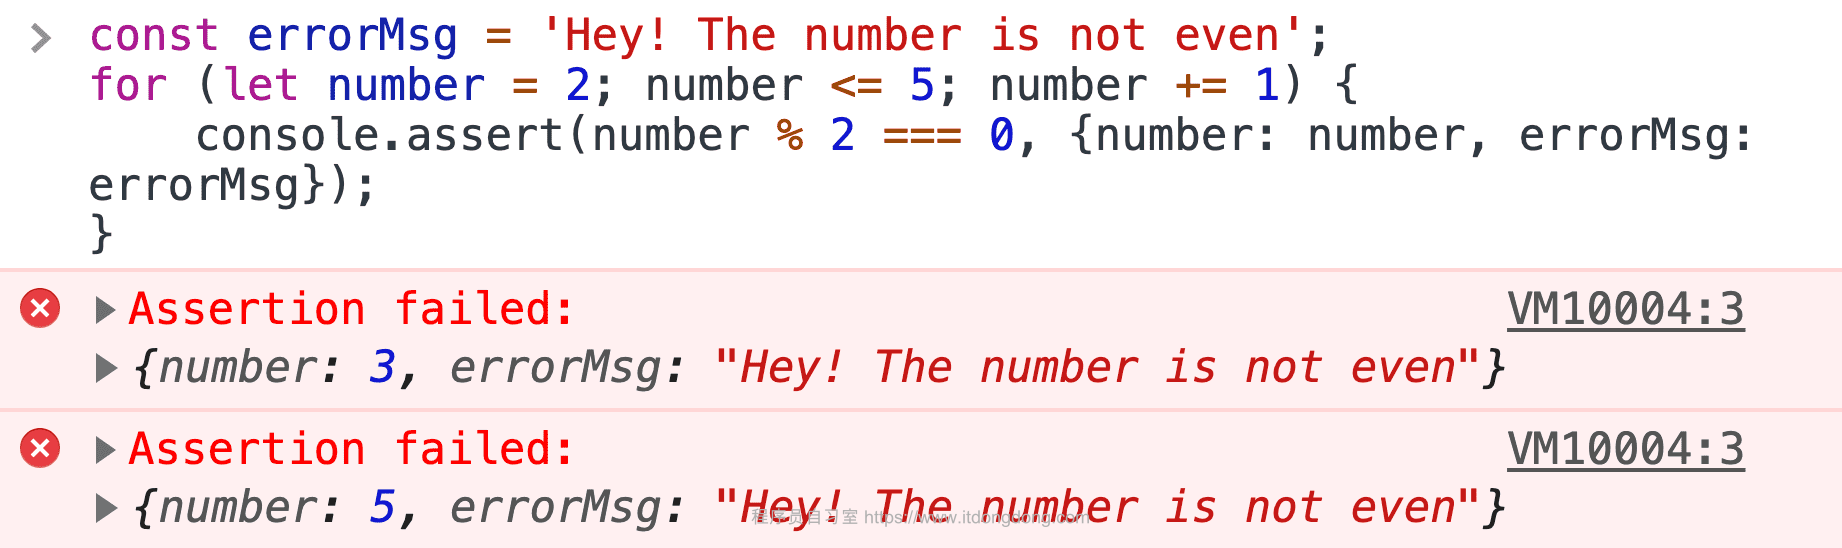 const errorMsg = 'Hey! The number is not even';
for (let number = 2; number <= 5; number += 1) {
    console.assert(number % 2 === 0, {number: number, errorMsg:
errorMsg});
}
Assertion failed: VM10004:3
{number: 3, errorMsg: "Hey! The number is not even"}
Assertion failed: VM10004:3
{number: 5, errorMsg: "Hey! The number is not even"}
程序员自习室 https://www.itdongdong.com